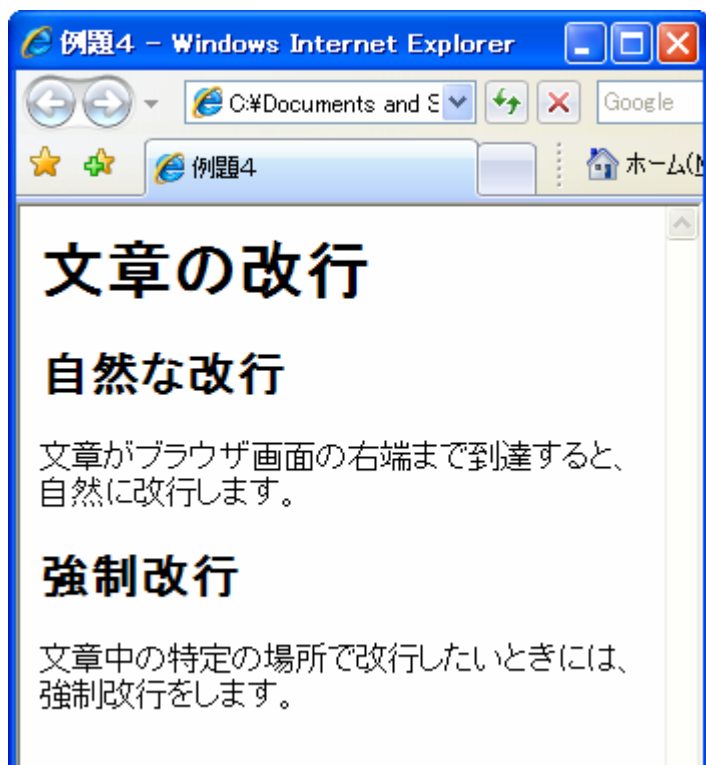 例題4 - Windows Internet Explorer
C:¥Documents and S
Google
例題4
ホーム(M
文章の改行
自然な改行
文章がブラウザ画面の右端まで到達すると、
自然に改行します。
強制改行
文章中の特定の場所で改行したいときには、
強制改行をします。